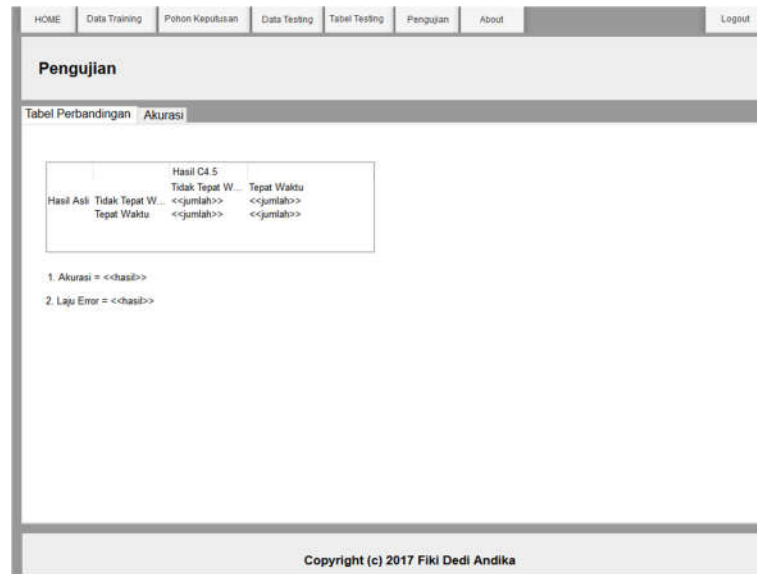 HOME Data Training Pohon Keputusan Data Testing Tabel Testing Pengujian About Logout
Pengujian
Tabel Perbandingan Akurasi
Hasil C4.5
Tidak Tepat W... Tepat Waktu
Hasil Asli Tidak Tepat W... <<jumlah>> <<jumlah>>
Tepat Waktu <<jumlah>> <<jumlah>>
1. Akurasi = <<hasil>>
2. Laju Error = <<hasil>>
Copyright (c) 2017 Fiki Dedi Andika